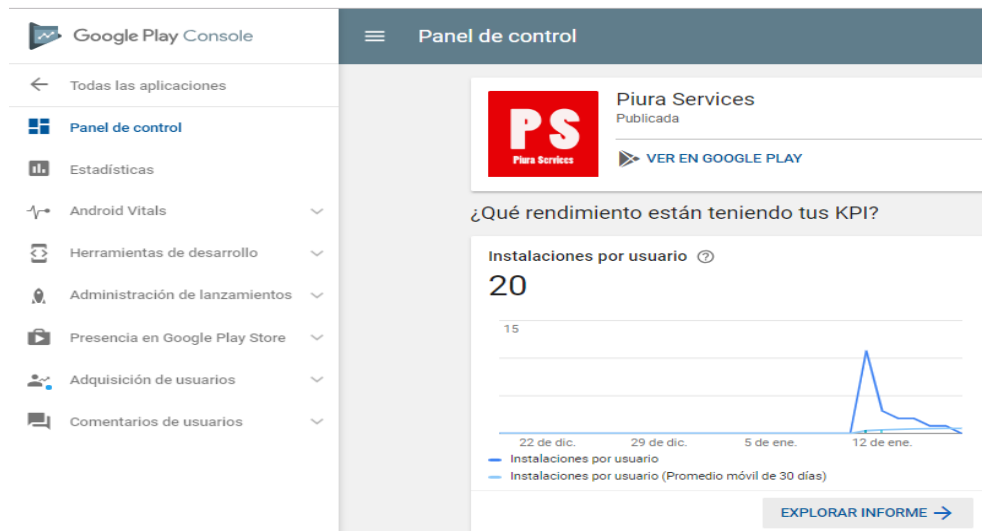 Google Play Console
Panel de control
Todas las aplicaciones
Panel de control
Estadísticas
Android Vitals
Herramientas de desarrollo
Administración de lanzamientos
Presencia en Google Play Store
Adquisición de usuarios
Comentarios de usuarios
PS
Piura Services
Piura Services
Publicada
VER EN GOOGLE PLAY
¿Qué rendimiento están teniendo tus KPI?
Instalaciones por usuario ?
20
15
22 de dic. 29 de dic. 5 de ene. 12 de ene.
Instalaciones por usuario
Instalaciones por usuario (Promedio móvil de 30 días)
EXPLORAR INFORME